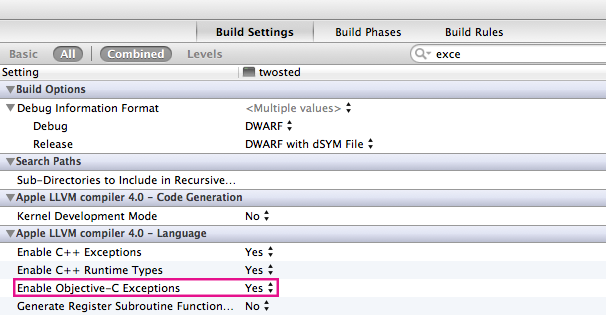 Build Settings Build Phases Build Rules
Basic All Combined Levels exce
Setting twosted
Build Options
Debug Information Format <Multiple values>
Debug DWARF
Release DWARF with dSYM File
Search Paths
Sub-Directories to Include in Recursive...
Apple LLVM compiler 4.0 - Code Generation
Kernel Development Mode No
Apple LLVM compiler 4.0 - Language
Enable C++ Exceptions Yes
Enable C++ Runtime Types Yes
Enable Objective-C Exceptions Yes
Generate Register Subroutine Function... No